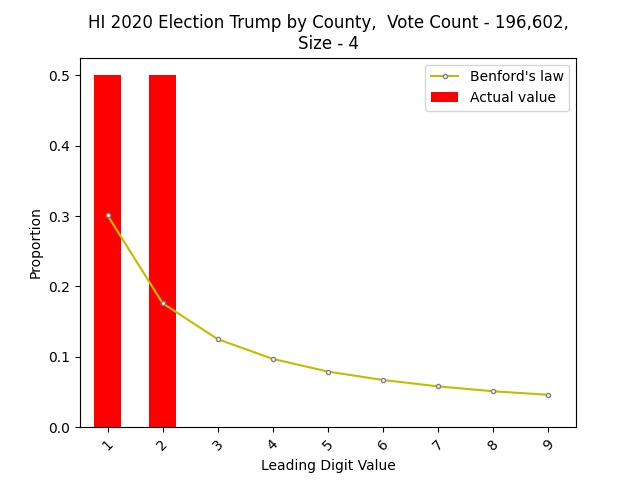 HI 2020 Election Trump by County,  Vote Count - 196,602,
Size - 4
Benford's law
Actual value
0.5
0.4
0.3
0.2
0.1
0.0
Proportion
1 2 3 4 5 6 7 8 9
Leading Digit Value